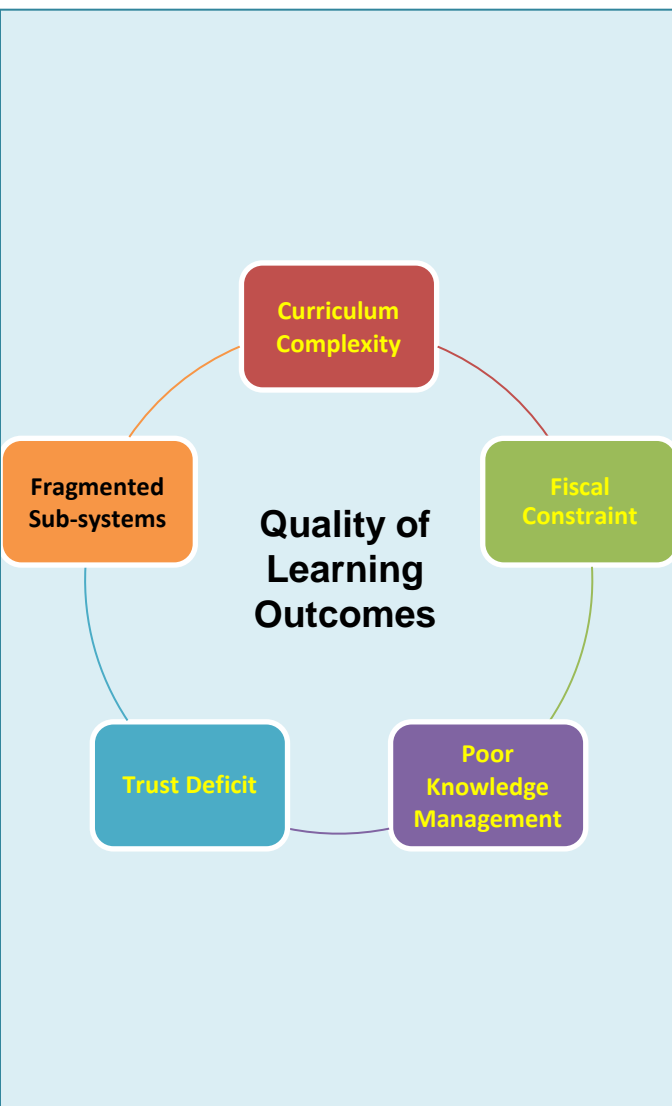 Curriculum
Complexity
Fragmented
Sub-systems
Fiscal
Constraint
Quality of
Learning
Outcomes
Trust Deficit
Poor
Knowledge
Management